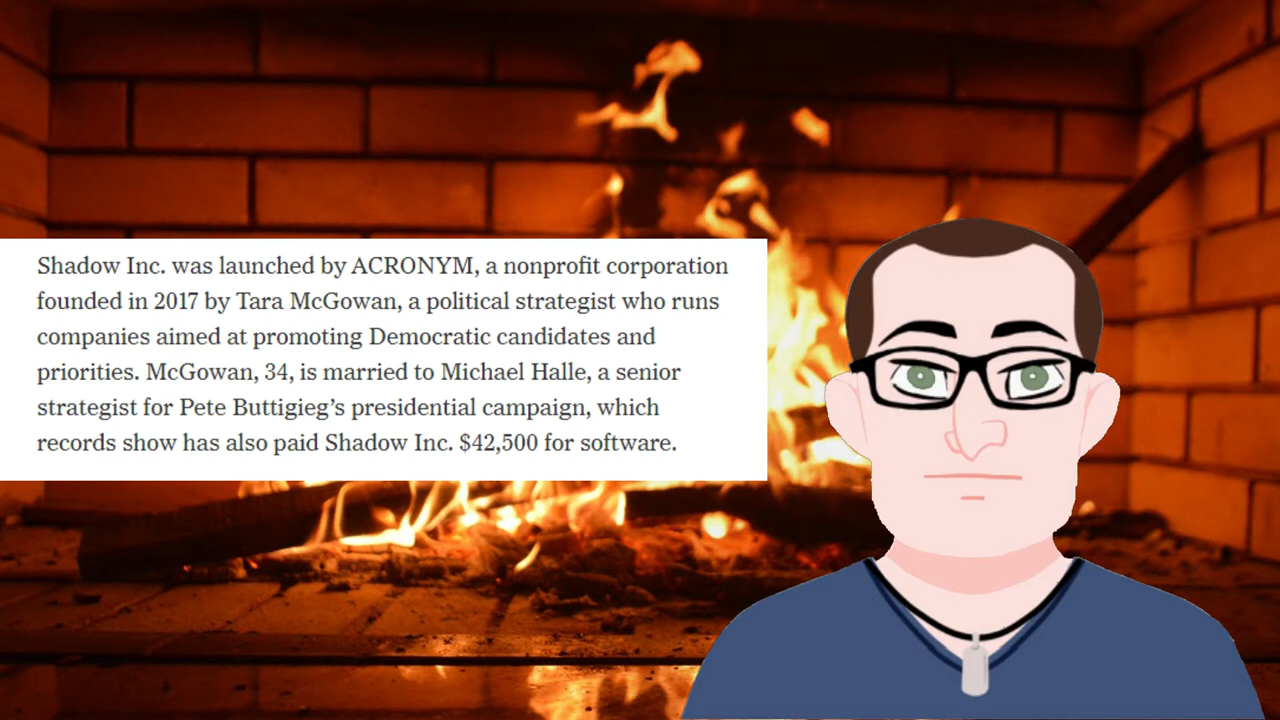 Shadow Inc. was launched by ACRONYM, a nonprofit corporation
founded in 2017 by Tara McGowan, a political strategist who runs
companies aimed at promoting Democratic candidates and
priorities. McGowan, 34, is married to Michael Halle, a senior
strategist for Pete Buttigieg’s presidential campaign, which
records show has also paid Shadow Inc. $42,500 for software.